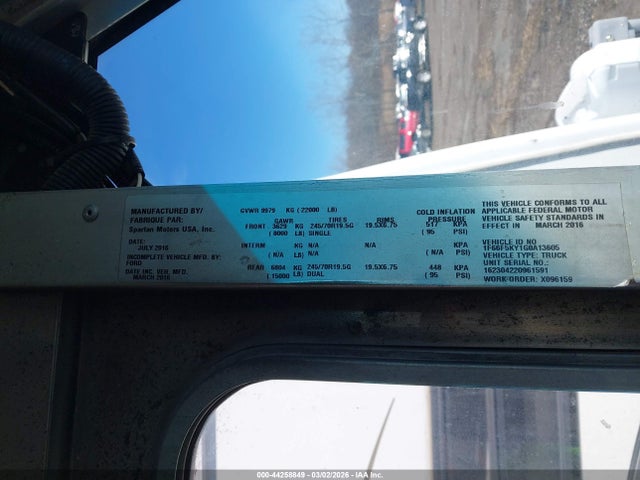 MANUFACTURED BY/
FABRIQUE PAR:
Spartan Motors USA, Inc.
DATE:
JULY 2016
INCOMPLETE VEHICLE MFD. BY:
FORD
DATE INC. VEH. MFD.
MARCH 2016
GVWR 9979 KG ( 22000 LB)
GAWR TIRES RIMS COLD INFLATION PRESSURE
FRONT 3629 KG 245/70R19.5G 19.5X6.75 517 KPA
( 8000 LB) SINGLE ( 95 PSI)
INTERM KG N/A N/A KPA
( N/A LB) N/A ( N/A PSI)
REAR 6804 KG 245/70R19.5G 19.5X6.75 448 KPA
( 15000 LB) DUAL ( 95 PSI)
THIS VEHICLE CONFORMS TO ALL
APPLICABLE FEDERAL MOTOR
VEHICLE SAFETY STANDARDS IN
EFFECT IN MARCH 2016
V.I.N.:
1F66F5KY1G0A13605
VEHICLE TYPE: TRUCK
UNIT SERIAL NO.:
162304220961591
WORK-ORDER: X096159
000-44258849 | 03/02/2026 - | IAA Inc. |